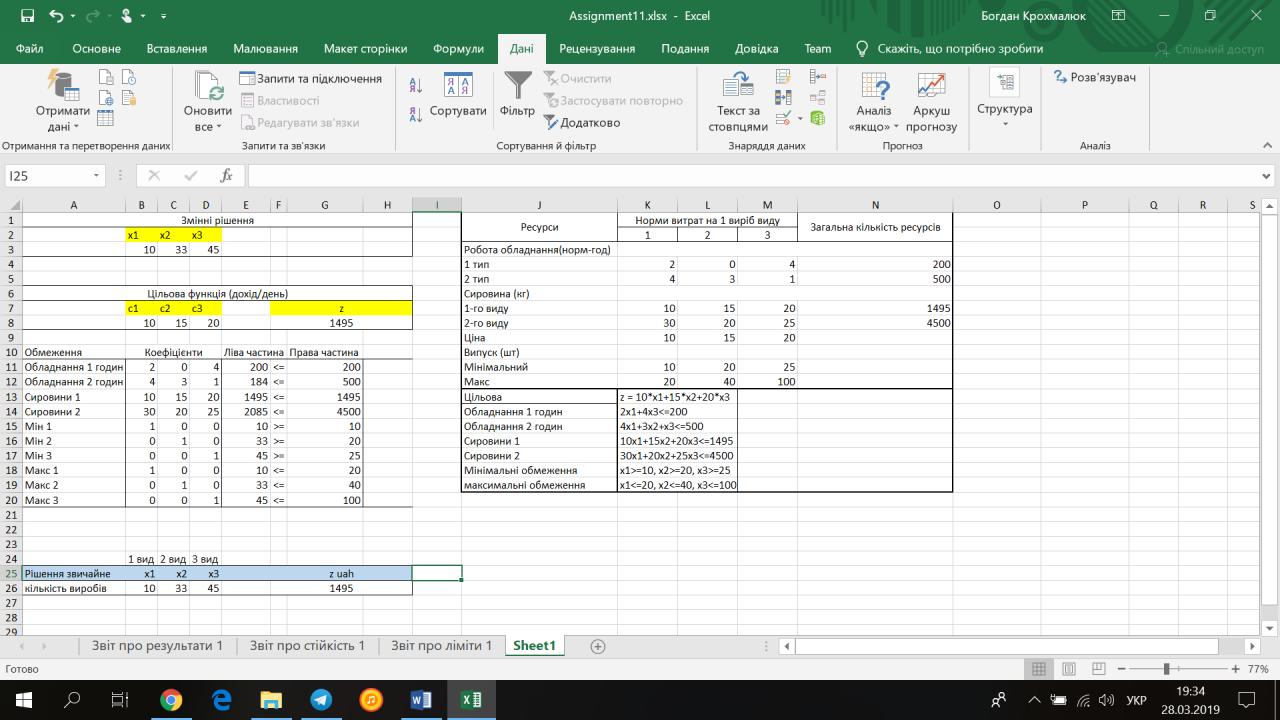 Assignment11.xlsx - Excel
Богдан Крохмалюк
Файл Основне Вставлення Малювання Макет сторінки Формули Дані Рецензування Подання Довідка Team Скажіть, що потрібно зробити Спільний доступ
Отримати дані
Отримання та перетворення даних
Оновити все
Запити та підключення
Властивості
Редагувати зв'язки
Запити та зв'язки
Сортувати
Фільтр
Очистити
Застосувати повторно
Додатково
Сортування й фільтр
Текст за стовпцями
Знаряддя даних
Аналіз «якщо»
Аркуш прогнозу
Прогноз
Структура
Розв'язувач
Аналіз
I25
fx
A B C D E F G H I J K L M N O P Q R S
1 Змінні рішення
2 x1 x2 x3
3 10 33 45
4
5
6 Цільова функція (дохід/день)
7 c1 c2 c3 z
8 10 15 20 1495
9
10 Обмеження Коефіцієнти Ліва частина Права частина
11 Обладнання 1 годин 2 0 4 200 <= 200
12 Обладнання 2 годин 4 3 1 184 <= 500
13 Сировини 1 10 15 20 1495 <= 1495
14 Сировини 2 30 20 25 2085 <= 4500
15 Мін 1 1 0 0 10 >= 10
16 Мін 2 0 1 0 33 >= 20
17 Мін 3 0 0 1 45 >= 25
18 Макс 1 1 0 0 10 <= 20
19 Макс 2 0 1 0 33 <= 40
20 Макс 3 0 0 1 45 <= 100
21
22
23
24 1 вид 2 вид 3 вид
25 Рішення звичайне x1 x2 x3 z uah
26 кількість виробів 10 33 45 1495
27
28
29
Ресурси Норми витрат на 1 виріб виду Загальна кількість ресурсів
1 2 3
Робота обладнання(норм-год)
1 тип 2 0 4 200
2 тип 4 3 1 500
Сировина (кг)
1-го виду 10 15 20 1495
2-го виду 30 20 25 4500
Ціна 10 15 20
Випуск (шт)
Мінімальний 10 20 25
Макс 20 40 100
Цільова z = 10*x1+15*x2+20*x3
Обладнання 1 годин 2x1+4x3<=200
Обладнання 2 годин 4x1+3x2+x3<=500
Сировини 1 10x1+15x2+20x3<=1495
Сировини 2 30x1+20x2+25x3<=4500
Мінімальні обмеження x1>=10, x2>=20, x3>=25
максимальні обмеження x1<=20, x2<=40, x3<=100
Звіт про результати 1 Звіт про стійкість 1 Звіт про ліміти 1 Sheet1
Готово
77%
УКР
19:34
28.03.2019